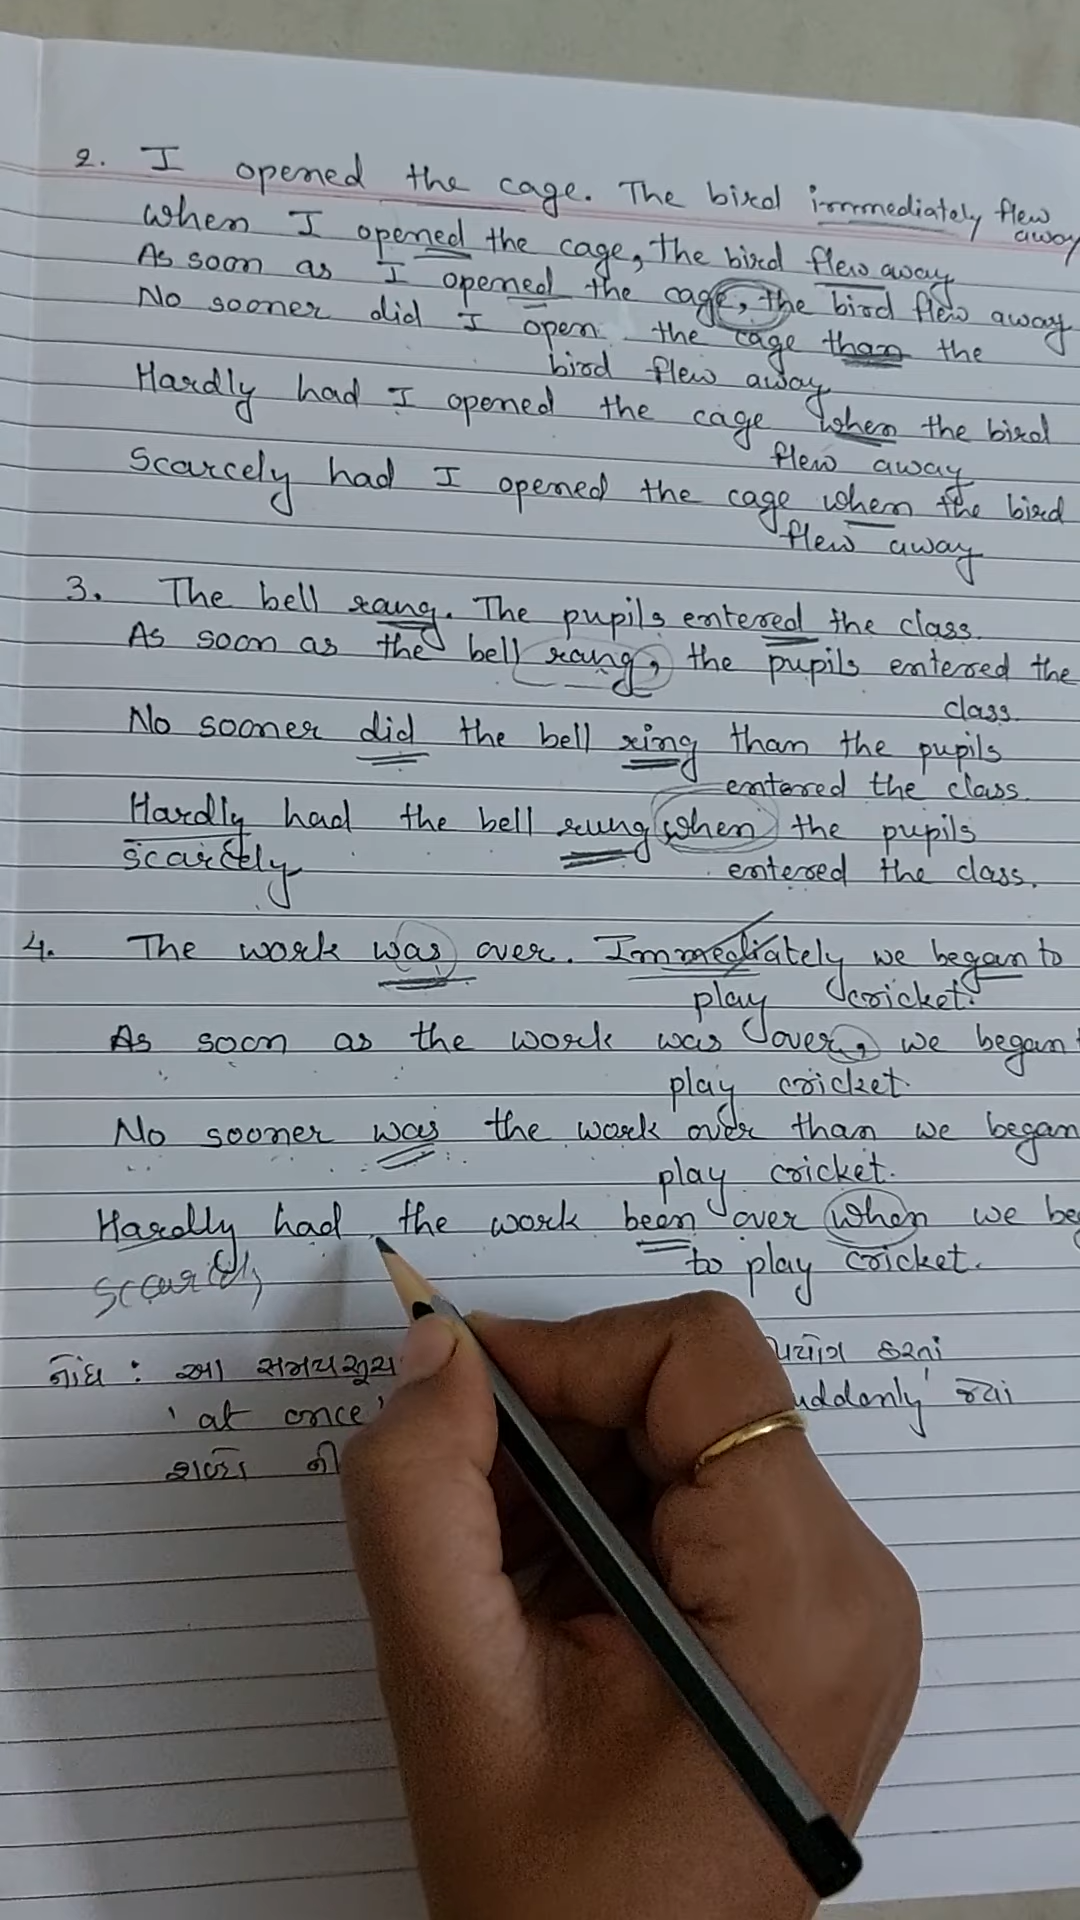 2. I opened the cage. The bird immediately flew
away
when I opened the cage, the bird flew away
As soon as I opened the cage, the bird flew away
No sooner did I open the cage than the
bird flew away
Hardly had I opened the cage when the bird
flew away
Scarcely had I opened the cage when the bird
flew away
3. The bell rang. The pupils entered the class.
As soon as the bell rang, the pupils entered the
class.
No sooner did the bell ring than the pupils
entered the class.
Hardly had the bell rung when the pupils
Scarcely entered the class.
4. The work was over. Immediately we began to
play cricket.
As soon as the work was over, we began
play cricket.
No sooner was the work over than we began
play cricket.
Hardly had the work been over when we be
Scarcely to play cricket.
નોંધ : આ પ્રયોગ કરતાં
'at once' uddenly'